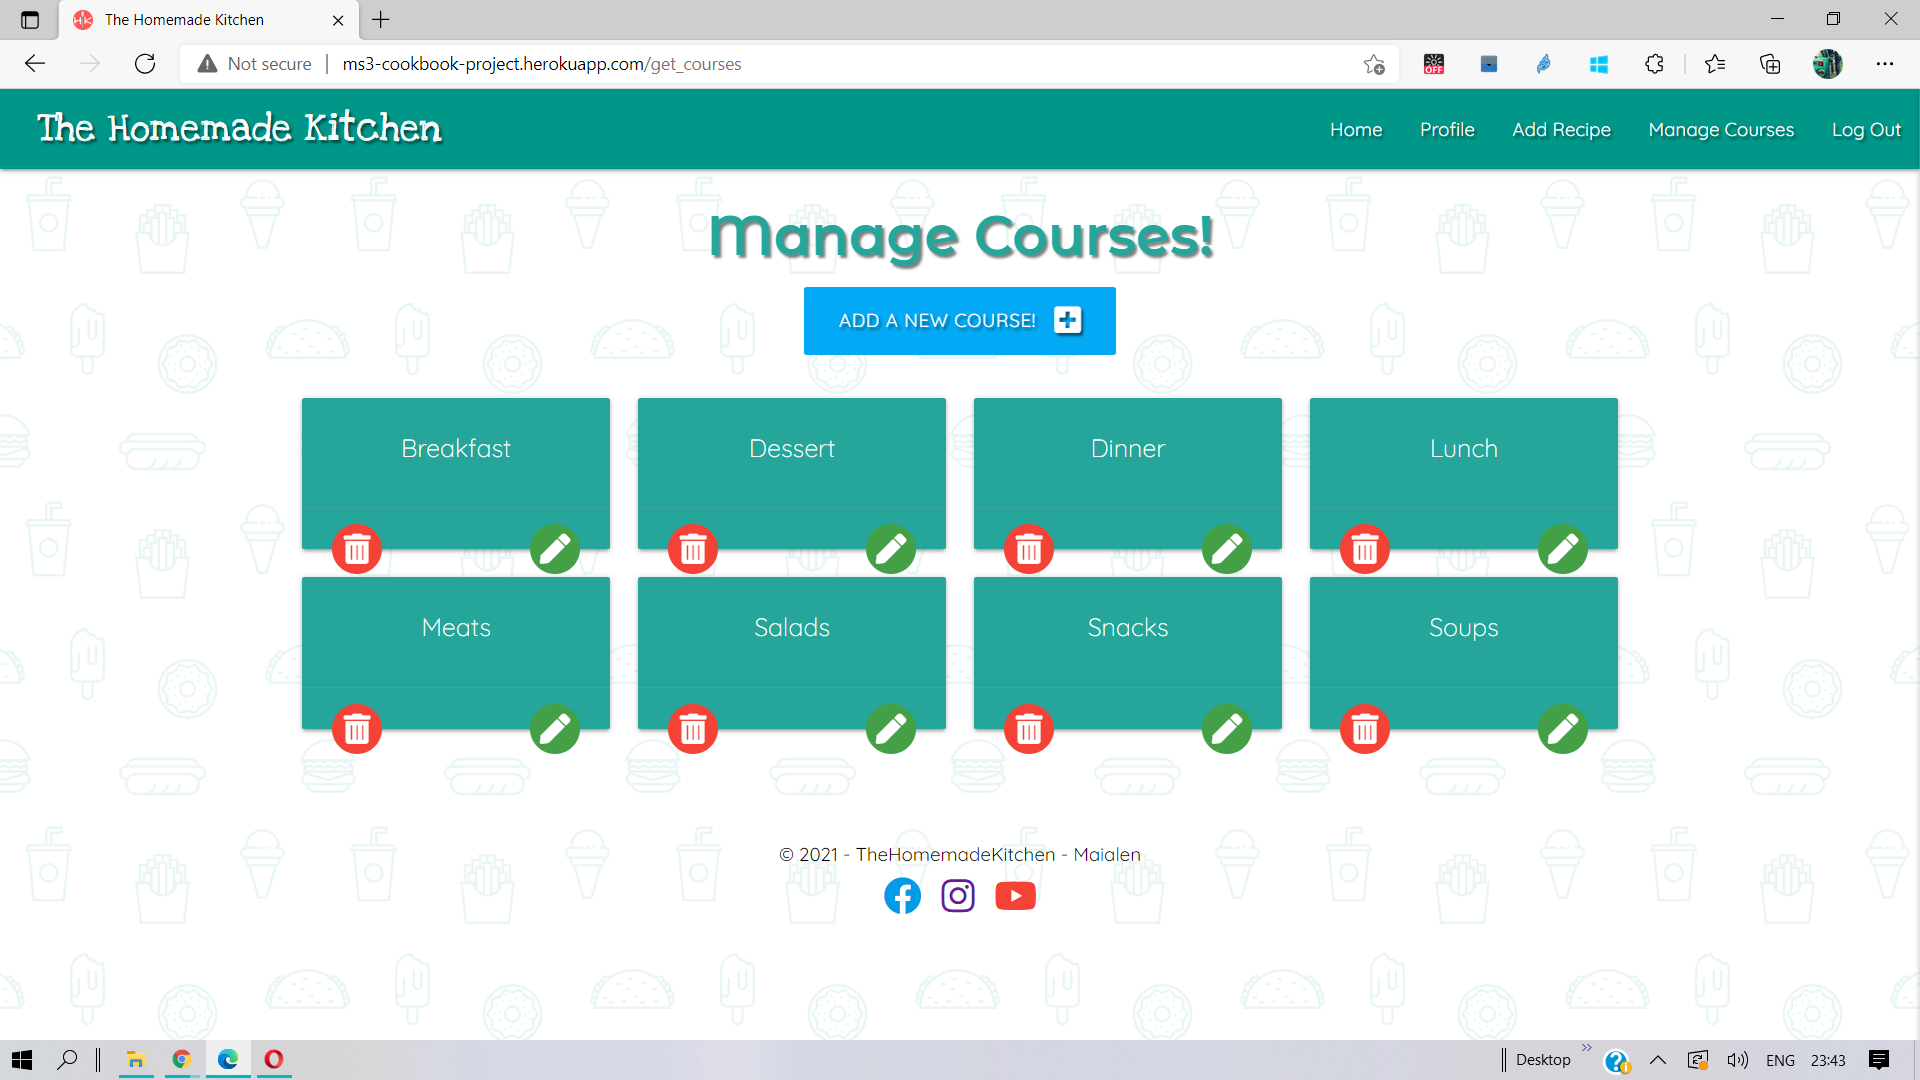 The Homemade Kitchen
Not secure
ms3-cookbook-project.herokuapp.com/get_courses
OFF
The Homemade Kitchen
Home Profile Add Recipe Manage Courses Log Out
Manage Courses!
ADD A NEW COURSE!
Breakfast Dessert Dinner Lunch
Meats Salads Snacks Soups
© 2021 - TheHomemadeKitchen - Maialen
Desktop ENG 23:43